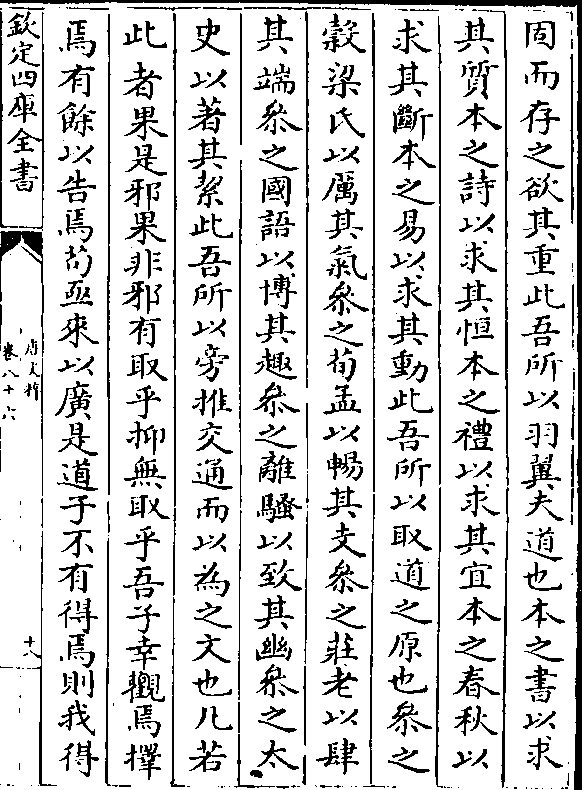 固而存之欲其重此吾所以羽翼夫道也本之書以求
其質本之詩以求其恒本之禮以求其宜本之春秋以
求其斷本之易以求其動此吾所以取道之原也叅之
穀梁氏以厲其氣叅之荀孟以暢其支叅之莊老以肆
其端叅之國語以博其趣叅之離騷以致其幽叅之太
史以著其絜此吾所以旁推交通而以為之文也凡若
此者果是邪果非邪有取乎抑無取乎吾子幸觀焉擇
焉有餘以告焉苟亟來以廣是道子不有得焉則我得
欽定四庫全書
唐文粹
卷八十六
十八